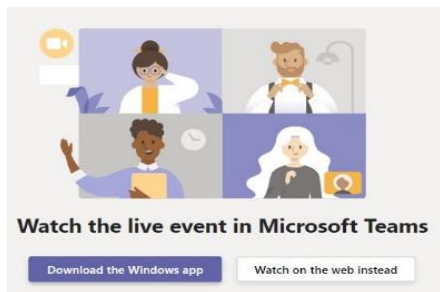 Watch the live event in Microsoft Teams
Download the Windows app
Watch on the web instead